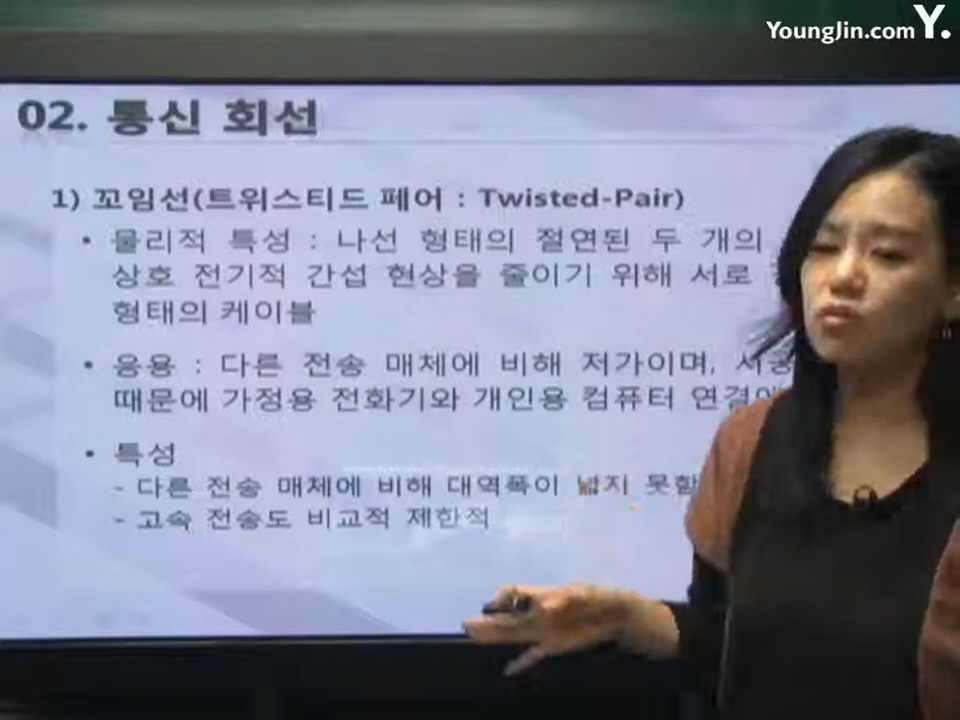 YoungJin.com Y.
02. 통신 회선
1) 꼬임선(트위스티드 페어 : Twisted-Pair)
• 물리적 특성 : 나선 형태의 절연된 두 개의
상호 전기적 간섭 현상을 줄이기 위해 서로
형태의 케이블
• 응용 : 다른 전송 매체에 비해 저가이며,
때문에 가정용 전화기와 개인용 컴퓨터
• 특성
- 다른 전송 매체에 비해 대역폭이 넓지 못함
- 고속 전송도 비교적 제한적